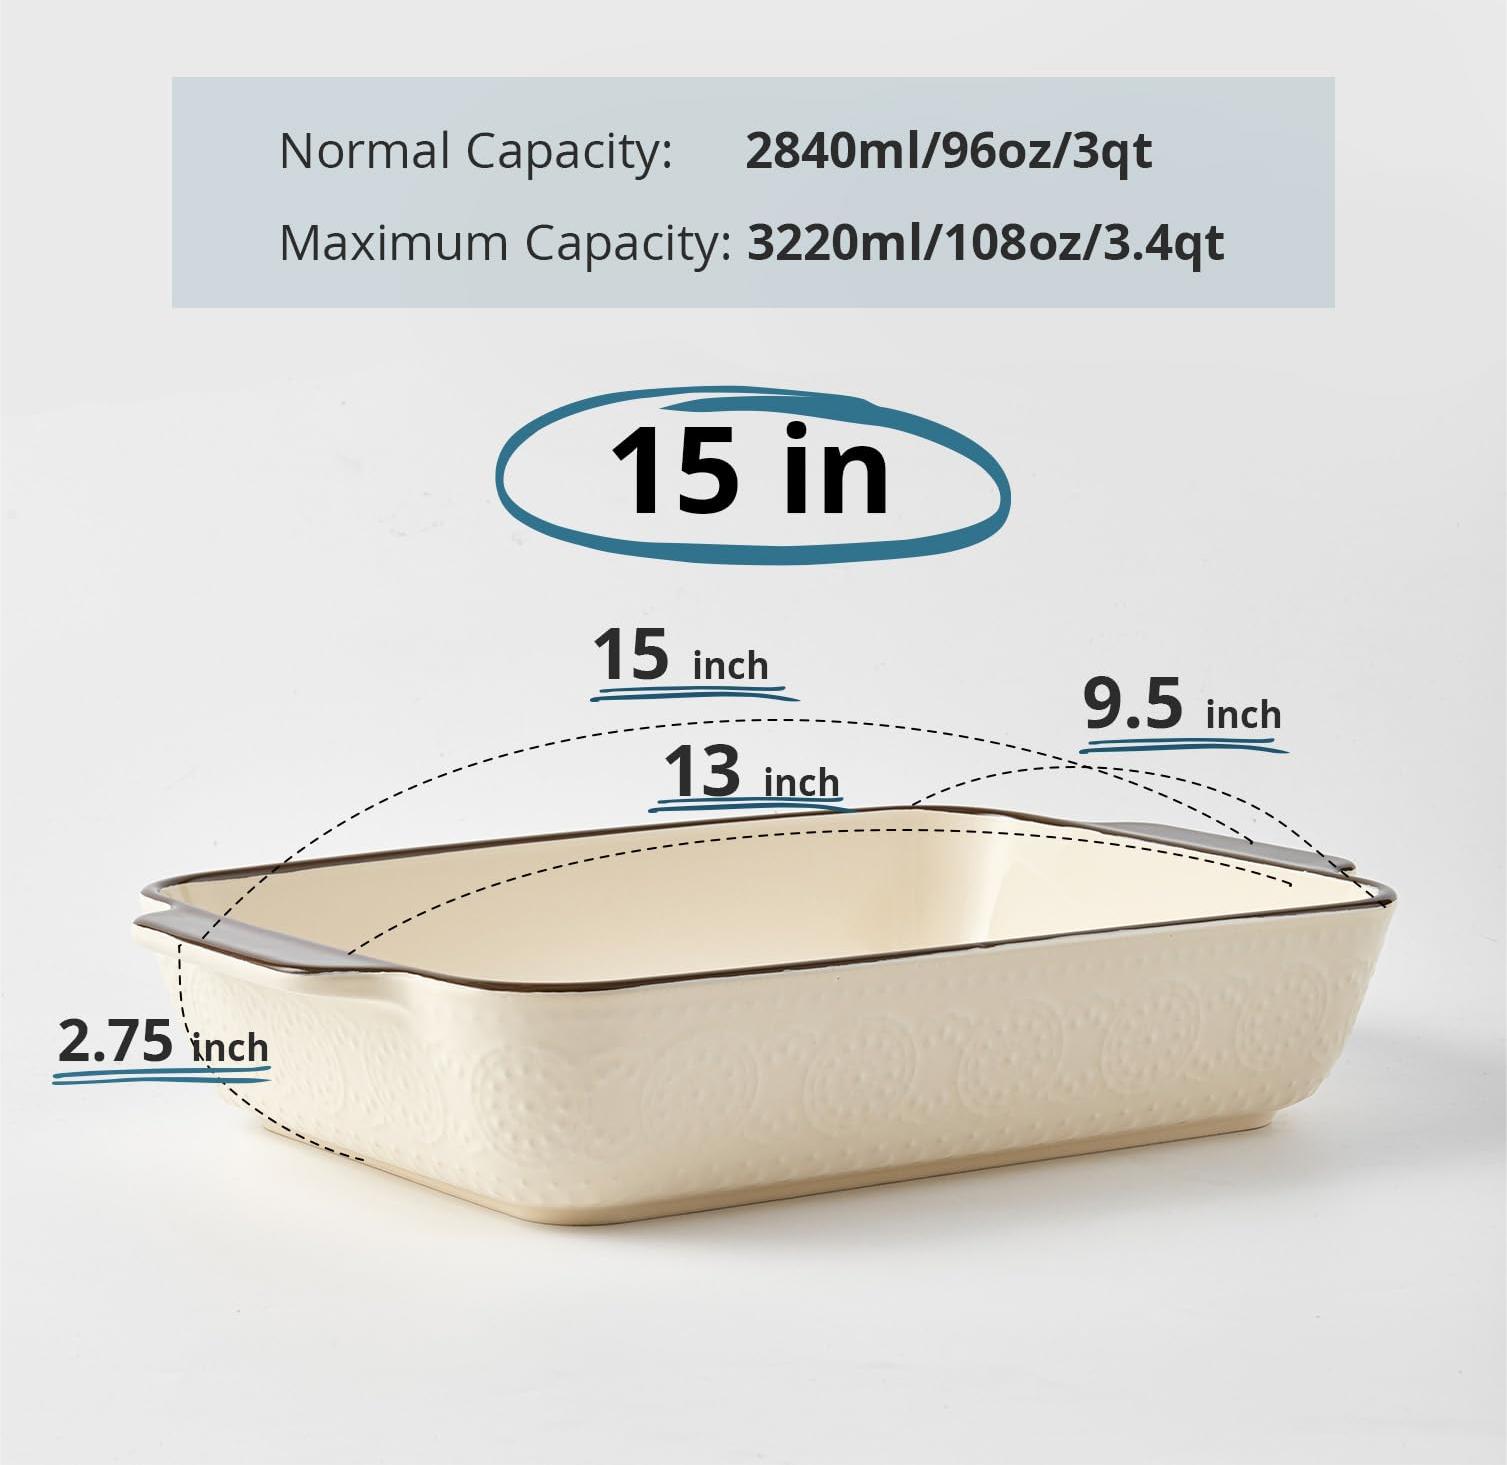 Normal Capacity: 2840ml/96oz/3qt
Maximum Capacity: 3220ml/108oz/3.4qt
15 in
15 inch
9.5 inch
13 inch
2.75 inch